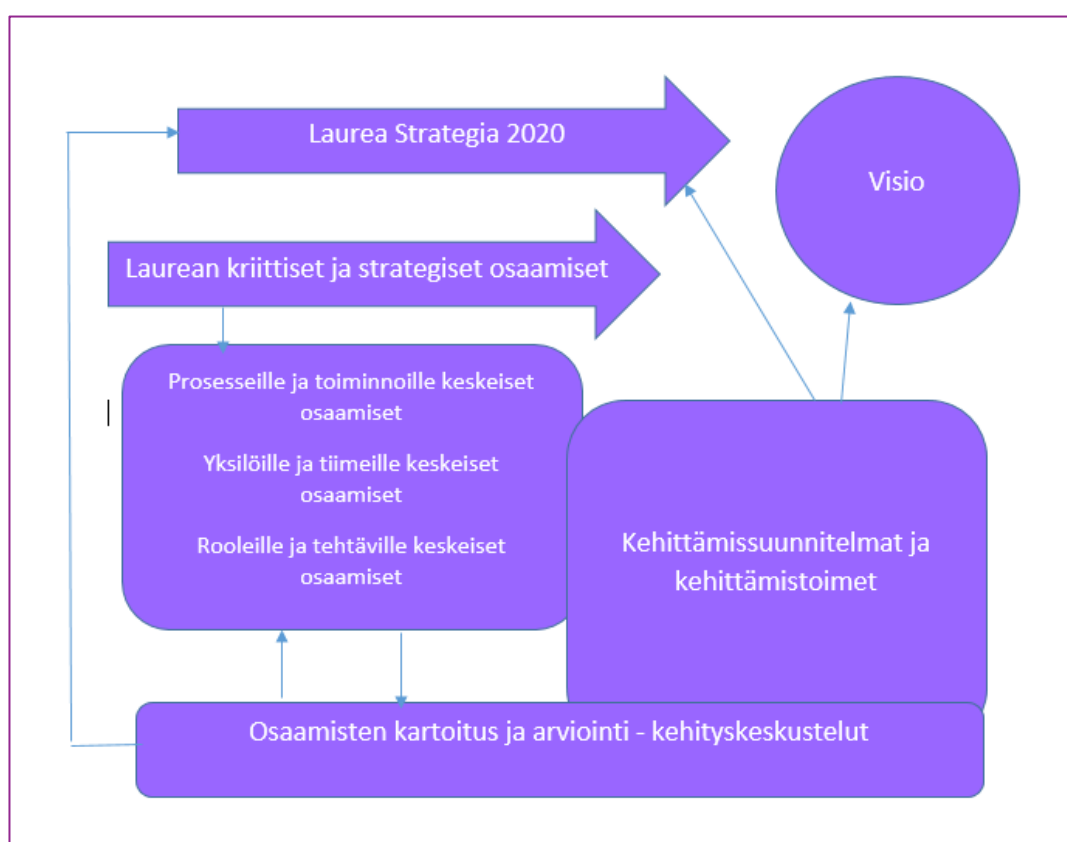 Laurea Strategia 2020
Visio
Laurean kriittiset ja strategiset osaamiset
Prosesseille ja toiminnoille keskeiset
osaamiset
Yksilöille ja tiimeille keskeiset
osaamiset
Rooleille ja tehtäville keskeiset
osaamiset
Kehittämissuunnitelmat ja
kehittämistoimet
Osaamisten kartoitus ja arviointi - kehityskeskustelut